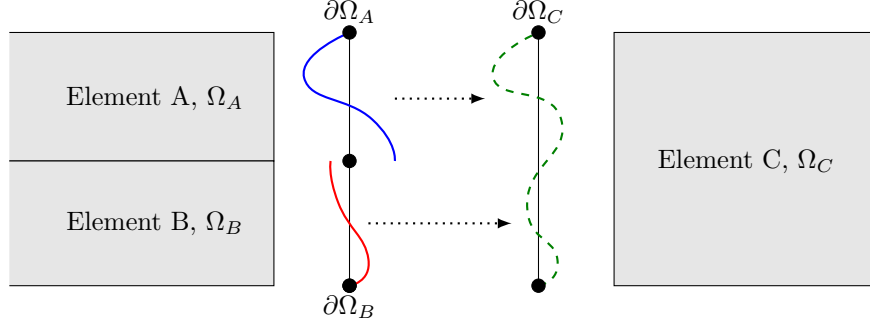 ∂Ω_A
∂Ω_C
Element A, Ω_A
Element C, Ω_C
Element B, Ω_B
∂Ω_B